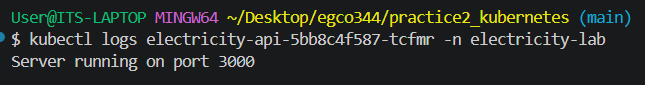 User@ITS-LAPTOP MINGW64 ~/Desktop/egco344/practice2_kubernetes (main)
$ kubectl logs electricity-api-5bb8c4f587-tcfmr -n electricity-lab
Server running on port 3000